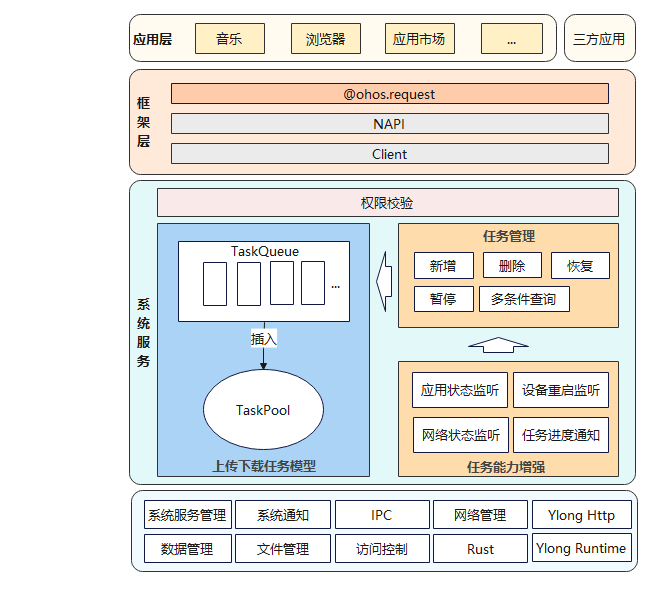 应用层
音乐
浏览器
应用市场
...
三方应用
框架层
@ohos.request
NAPI
Client
系统服务
权限校验
TaskQueue
...
插入
TaskPool
上传下载任务模型
任务管理
新增
删除
恢复
暂停
多条件查询
应用状态监听
设备重启监听
网络状态监听
任务进度通知
任务能力增强
系统服务管理
系统通知
IPC
网络管理
Ylong Http
数据管理
文件管理
访问控制
Rust
Ylong Runtime